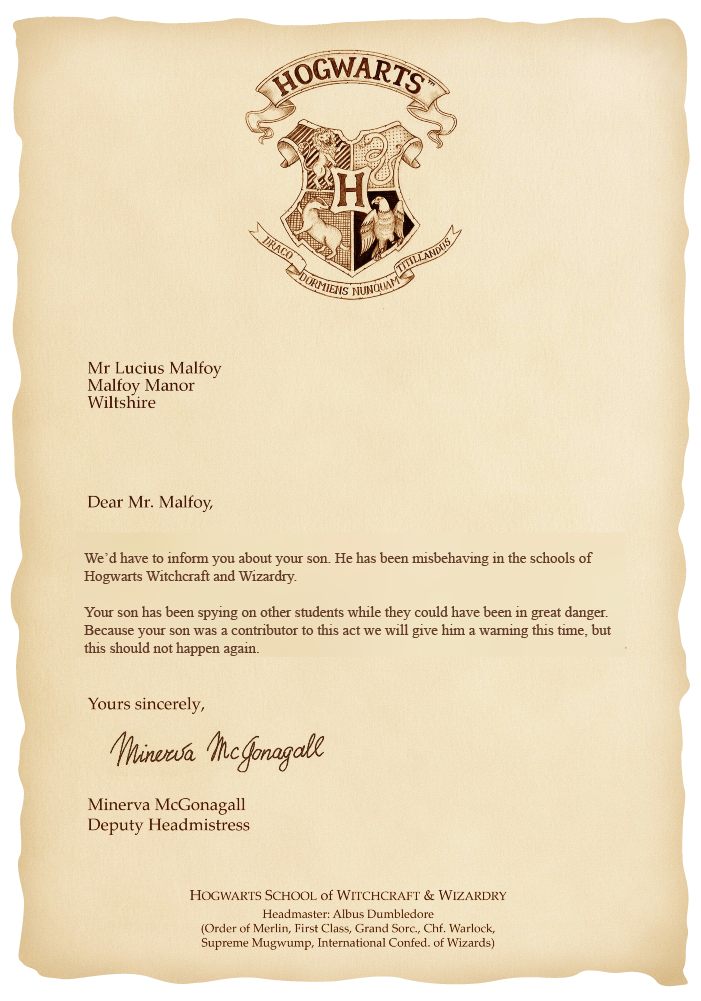 HOGWARTS™
H
DRACO DORMIENS NUNQUAM TITILLANDUS
Mr Lucius Malfoy
Malfoy Manor
Wiltshire
Dear Mr. Malfoy,
We'd have to inform you about your son. He has been misbehaving in the schools of
Hogwarts Witchcraft and Wizardry.
Your son has been spying on other students while they could have been in great danger.
Because your son was a contributor to this act we will give him a warning this time, but
this should not happen again.
Yours sincerely,
Minerva McGonagall
Minerva McGonagall
Deputy Headmistress
HOGWARTS SCHOOL of WITCHCRAFT & WIZARDRY
Headmaster: Albus Dumbledore
(Order of Merlin, First Class, Grand Sorc., Chf. Warlock,
Supreme Mugwump, International Confed. of Wizards)